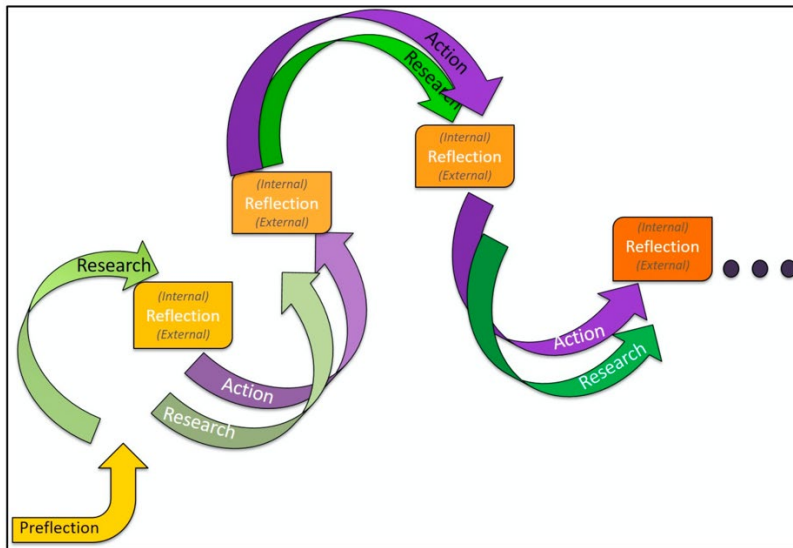 Preflection
Research
(Internal)
Reflection
(External)
Action
Research
(Internal)
Reflection
(External)
Action
Research
(Internal)
Reflection
(External)
Action
Research
(Internal)
Reflection
(External)